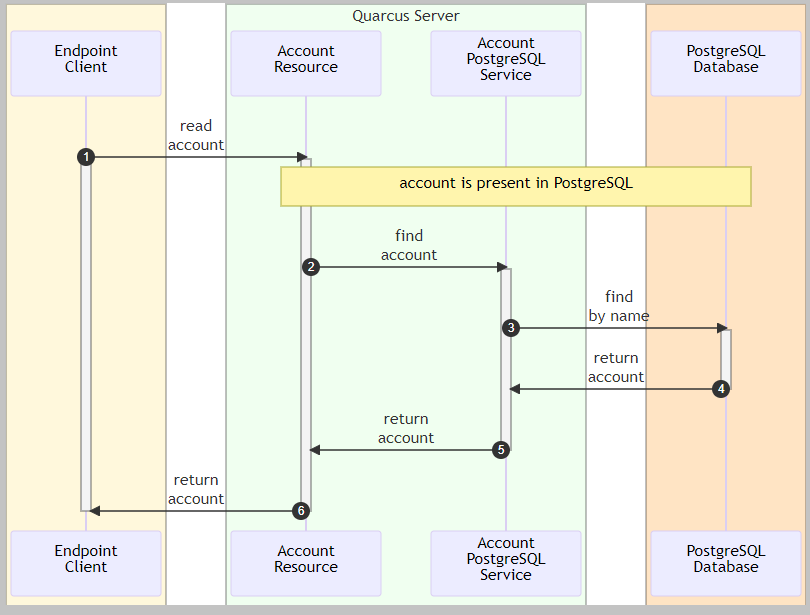 Quarcus Server
Endpoint
Client
Account
Resource
Account
PostgreSQL
Service
PostgreSQL
Database
read
account
1
account is present in PostgreSQL
find
account
2
find
by name
3
return
account
4
return
account
5
return
account
6
Endpoint
Client
Account
Resource
Account
PostgreSQL
Service
PostgreSQL
Database